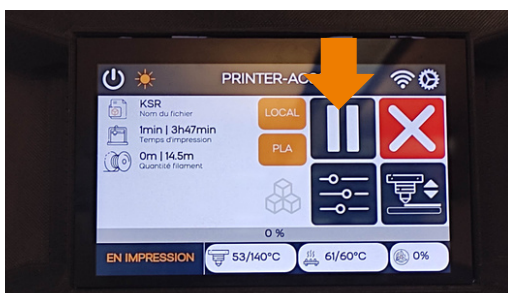 PRINTER-AC
KSR
Nom du fichier
LOCAL
1min | 3h47min
Temps d'impression
PLA
0m | 14.5m
Quantité filament
0 %
EN IMPRESSION
53/140°C
61/60°C
0%